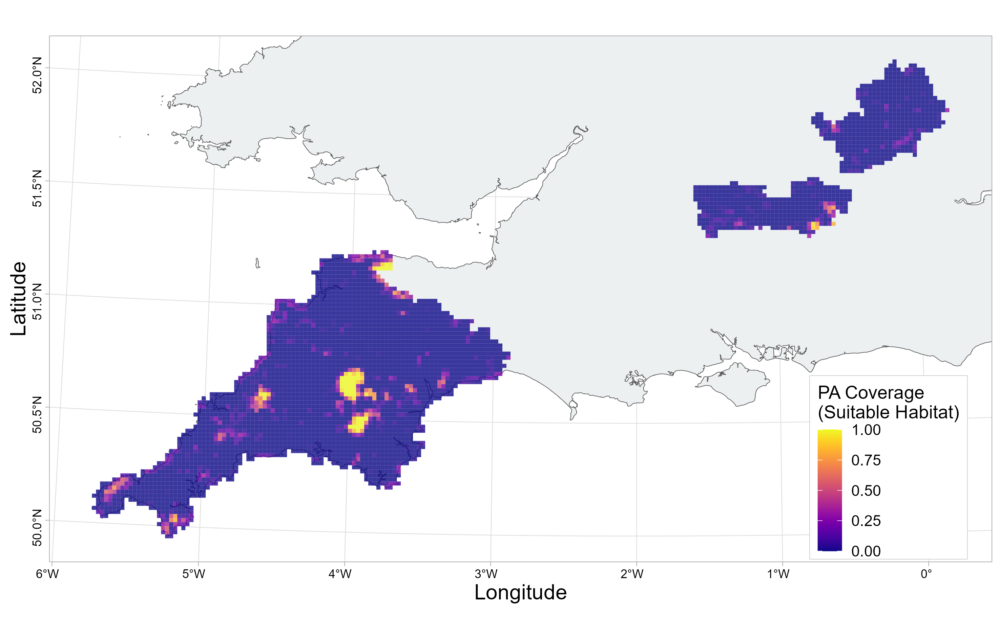 52.0°N
51.5°N
51.0°N
50.5°N
50.0°N
Latitude
6°W
5°W
4°W
3°W
2°W
1°W
0°
Longitude
PA Coverage
(Suitable Habitat)
1.00
0.75
0.50
0.25
0.00